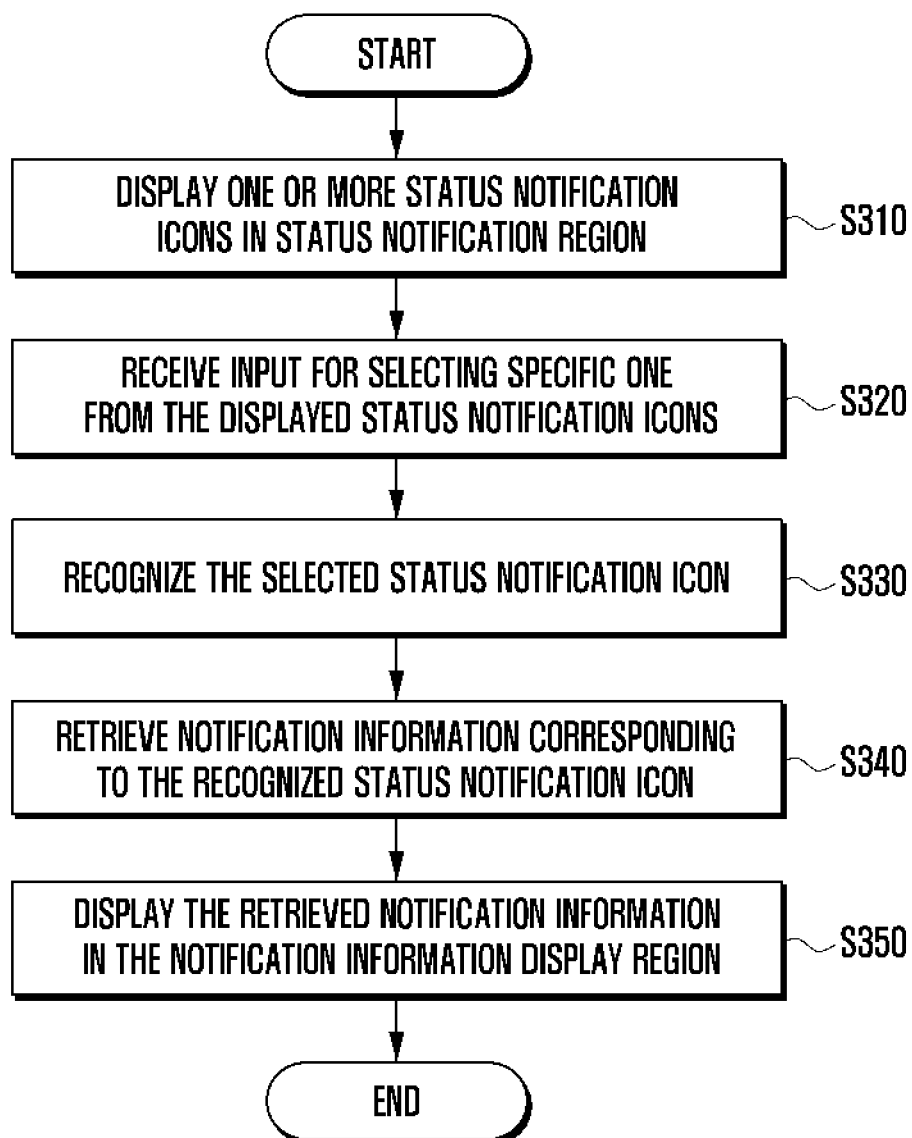 START
DISPLAY ONE OR MORE STATUS NOTIFICATION
ICONS IN STATUS NOTIFICATION REGION
S310
RECEIVE INPUT FOR SELECTING SPECIFIC ONE
FROM THE DISPLAYED STATUS NOTIFICATION ICONS
S320
RECOGNIZE THE SELECTED STATUS NOTIFICATION ICON
S330
RETRIEVE NOTIFICATION INFORMATION CORRESPONDING
TO THE RECOGNIZED STATUS NOTIFICATION ICON
S340
DISPLAY THE RETRIEVED NOTIFICATION INFORMATION
IN THE NOTIFICATION INFORMATION DISPLAY REGION
S350
END